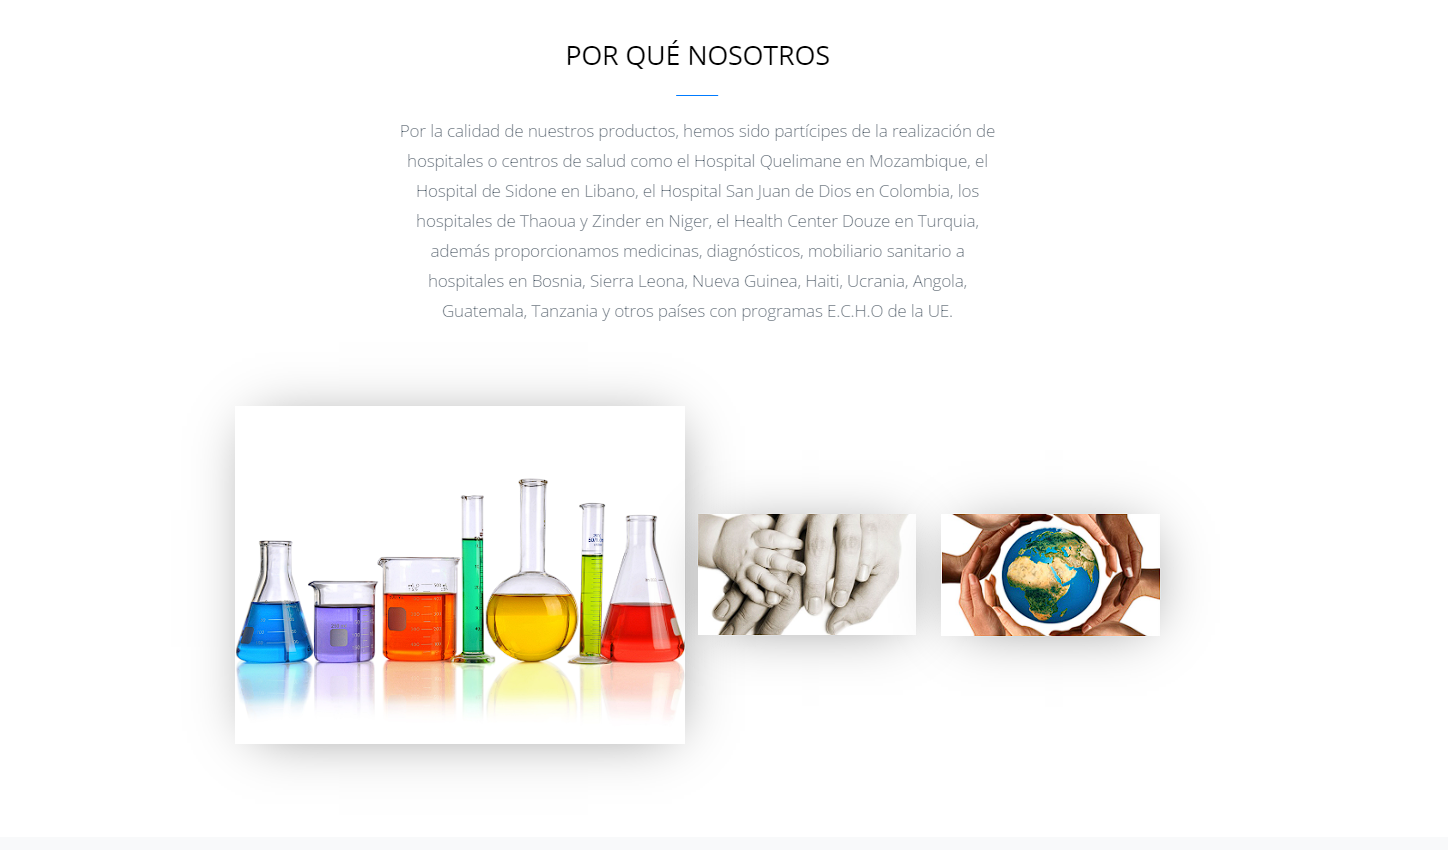 POR QUÉ NOSOTROS
Por la calidad de nuestros productos, hemos sido partícipes de la realización de
hospitales o centros de salud como el Hospital Quelimane en Mozambique, el
Hospital de Sidone en Libano, el Hospital San Juan de Dios en Colombia, los
hospitales de Thaoua y Zinder en Niger, el Health Center Douze en Turquia,
además proporcionamos medicinas, diagnósticos, mobiliario sanitario a
hospitales en Bosnia, Sierra Leona, Nueva Guinea, Haiti, Ucrania, Angola,
Guatemala, Tanzania y otros países con programas E.C.H.O de la UE.